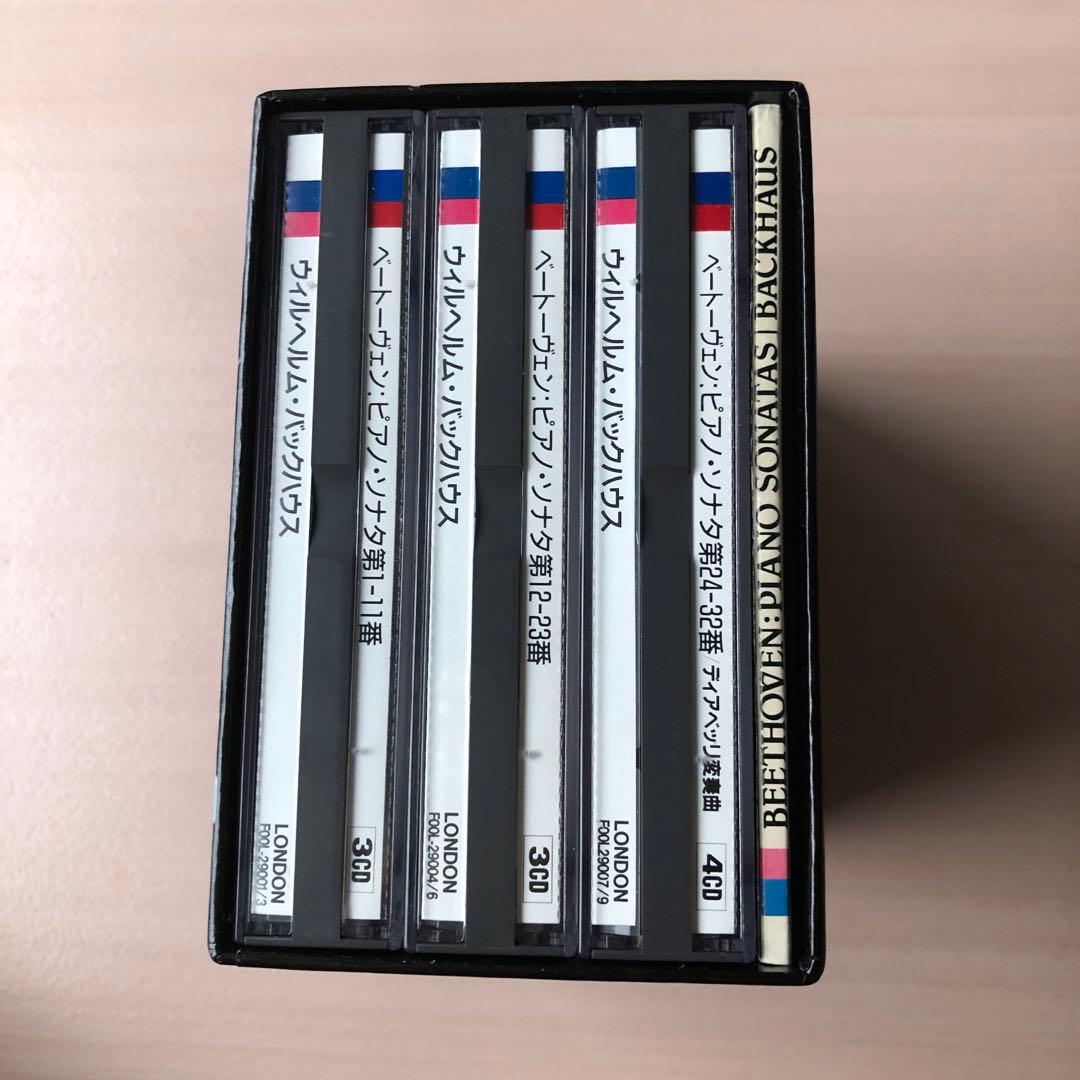 ウィルヘルム・バックハウス
LONDON
F00L-29001/3
ベートーヴェン:ピアノ・ソナタ第1-11番
3CD
ウィルヘルム・バックハウス
LONDON
F00L-29004/6
ベートーヴェン:ピアノ・ソナタ第12-23番
3CD
ウィルヘルム・バックハウス
LONDON
F00L29007/9
ベートーヴェン:ピアノ・ソナタ第24-32番/ディアベッリ変奏曲
4CD
BEETHOVEN:PIANO SONATAS | BACKHAUS